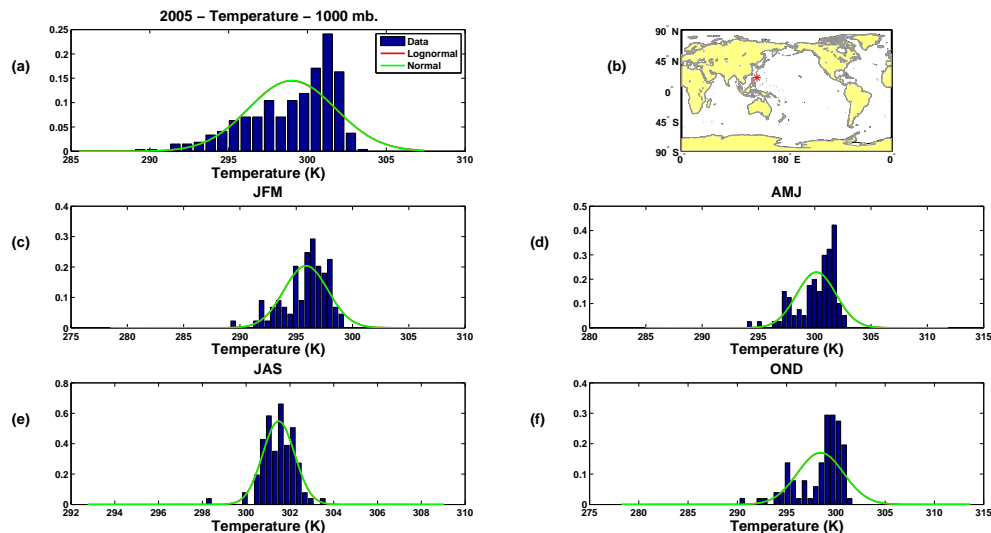 2005 – Temperature – 1000 mb.
(a)
0.25
0.2
0.15
0.1
0.05
0
285 290 295 300 305 310
Temperature (K)
Data
Lognormal
Normal
(b)
90° N
45° N
0°
45° S
90° S
0° 180° E 0°
JFM
(c)
0.4
0.3
0.2
0.1
0
275 280 285 290 295 300 305 310
Temperature (K)
AMJ
(d)
0.5
0.4
0.3
0.2
0.1
0
280 285 290 295 300 305 310 315
Temperature (K)
JAS
(e)
0.8
0.6
0.4
0.2
0
292 294 296 298 300 302 304 306 308 310
Temperature (K)
OND
(f)
0.4
0.3
0.2
0.1
0
275 280 285 290 295 300 305 310 315
Temperature (K)